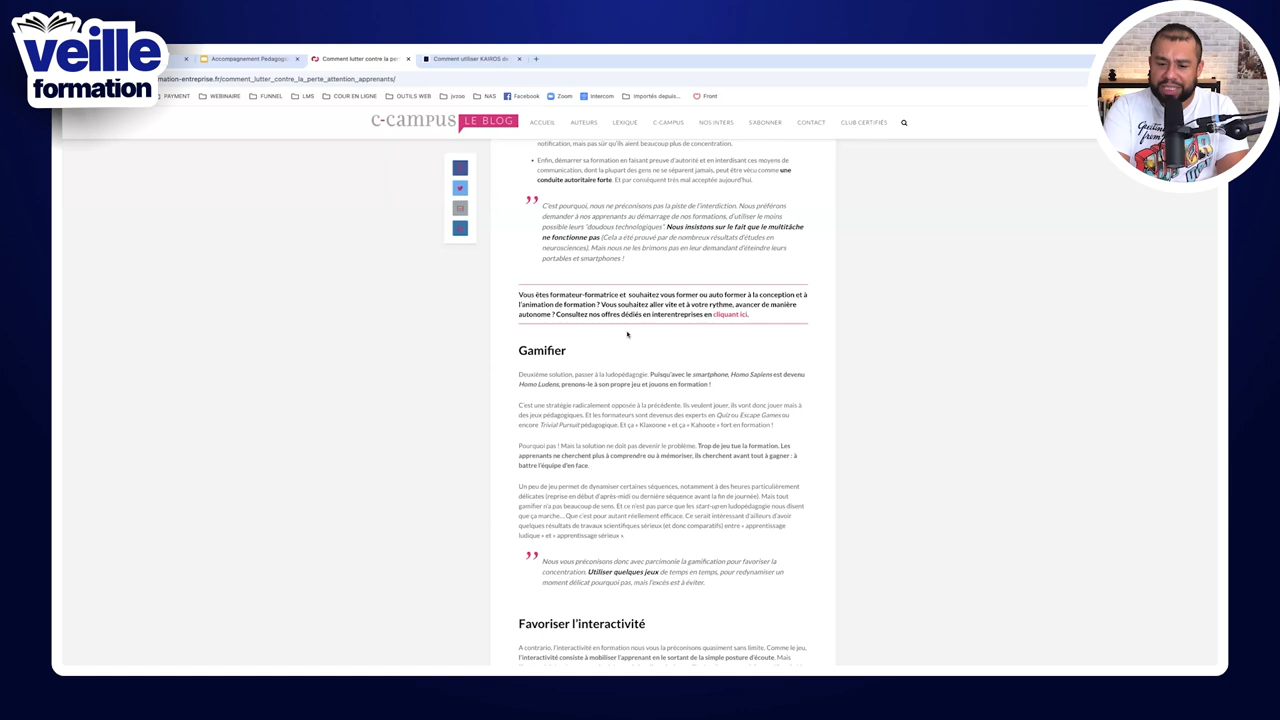 veille
formation
Accompagnement Pedagogi
Comment lutter contre la per
Comment utiliser KAIROS d
mation-entreprise.fr/comment_lutter_contre_la_perte_attention_apprenants/
PAYMENT WEBINAIRE FUNNEL LMS COUR EN LIGNE OUTILS WEB jvzoo NAS Facebook Zoom Intercom Importés depuis... Front
c-campus LE BLOG ACCUEIL AUTEURS LEXIQUE C-CAMPUS NOS INTERS S'ABONNER CONTACT CLUB CERTIFIÉS
notification, mais pas sûr qu'ils aient beaucoup plus de concentration.
• Enfin, démarrer sa formation en faisant preuve d'autorité et en interdisant ces moyens de
communication, dont la plupart des gens ne se séparent jamais, peut être vécu comme une
conduite autoritaire forte. Et par conséquent très mal acceptée aujourd'hui.
C'est pourquoi, nous ne préconisons pas la piste de l'interdiction. Nous préférons
demander à nos apprenants au démarrage de nos formations, d'utiliser le moins
possible leurs "doudous technologiques". Nous insistons sur le fait que le multitâche
ne fonctionne pas (Cela a été prouvé par de nombreux résultats d'études en
neurosciences). Mais nous ne les brimons pas en leur demandant d'éteindre leurs
portables et smartphones !
Vous êtes formateur-formatrice et souhaitez vous former ou auto former à la conception et à
l'animation de formation ? Vous souhaitez aller vite et à votre rythme, avancer de manière
autonome ? Consultez nos offres dédiés en interentreprises en cliquant ici.
Gamifier
Deuxième solution, passer à la ludopédagogie. Puisqu'avec le smartphone, Homo Sapiens est devenu
Homo Ludens, prenons-le à son propre jeu et jouons en formation !
C'est une stratégie radicalement opposée à la précédente. Ils veulent jouer, ils vont donc jouer mais à
des jeux pédagogiques. Et les formateurs sont devenus des experts en Quiz ou Escape Games ou
encore Trivial Pursuit pédagogique. Et ça « Klaxonne » et ça « Kahoote » fort en formation !
Pourquoi pas ! Mais la solution ne doit pas devenir le problème. Trop de jeu tue la formation. Les
apprenants ne cherchent plus à comprendre ou à mémoriser, ils cherchent avant tout à gagner : à
battre l'équipe d'en face.
Un peu de jeu permet de dynamiser certaines séquences, notamment à des heures particulièrement
délicates (reprise en début d'après-midi ou dernière séquence avant la fin de journée). Mais tout
gamifier n'a pas beaucoup de sens. Et ce n'est pas parce que les start-up en ludopédagogie nous disent
que ça marche... Que c'est pour autant réellement efficace. Ce serait intéressant d'ailleurs d'avoir
quelques résultats de travaux scientifiques sérieux (et donc comparatifs) entre « apprentissage
ludique » et « apprentissage sérieux ».
Nous vous préconisons donc avec parcimonie la gamification pour favoriser la
concentration. Utiliser quelques jeux de temps en temps, pour redynamiser un
moment délicat pourquoi pas, mais l'excès est à éviter.
Favoriser l'interactivité
A contrario, l'interactivité en formation nous vous la préconisons quasiment sans limite. Comme le jeu,
l'interactivité consiste à mobiliser l'apprenant en le sortant de la simple posture d'écoute. Mais